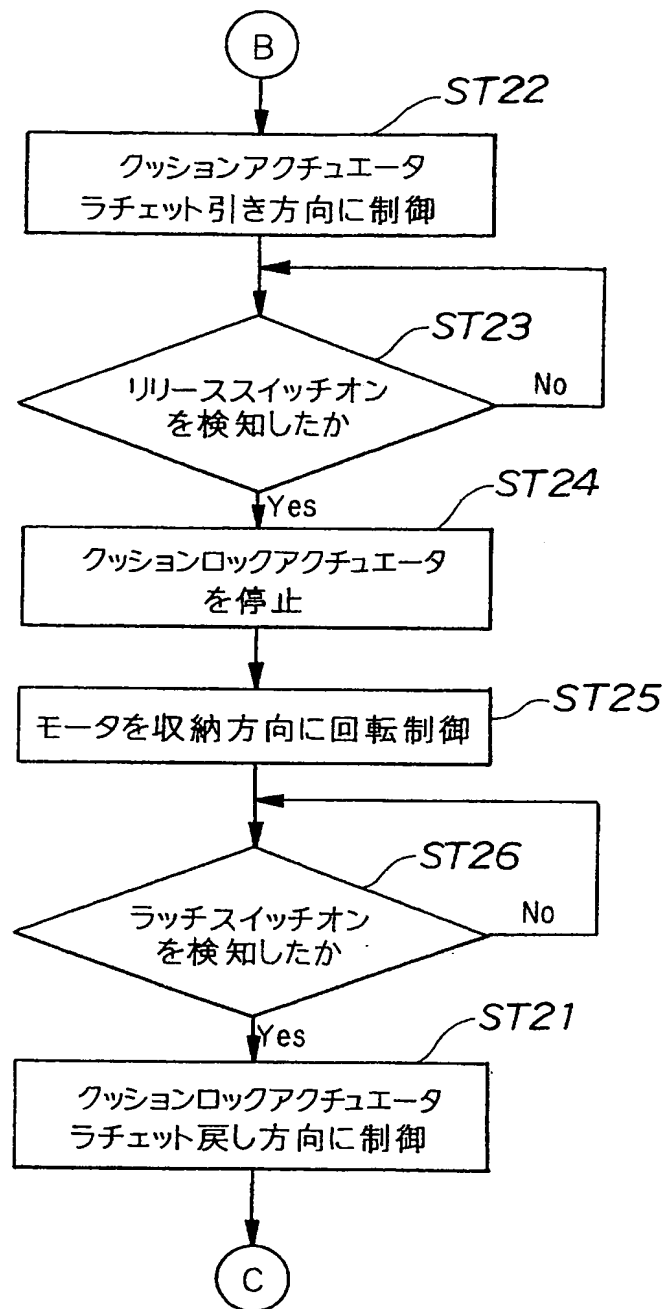 B
ST22
クッションアクチュエータ
ラチェット引き方向に制御
ST23
リリーススイッチオン
を検知したか
No
Yes
ST24
クッションロックアクチュエータ
を停止
ST25
モータを収納方向に回転制御
ST26
ラッチスイッチオン
を検知したか
No
Yes
ST21
クッションロックアクチュエータ
ラチェット戻し方向に制御
C